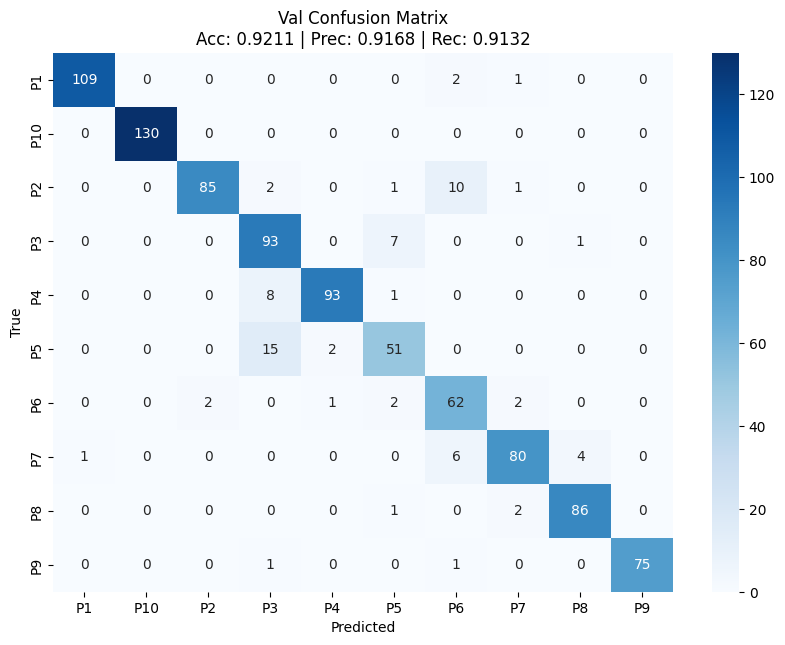 Val Confusion Matrix
Acc: 0.9211 | Prec: 0.9168 | Rec: 0.9132
P1 109 0 0 0 0 0 2 1 0 0
P10 0 130 0 0 0 0 0 0 0 0
P2 0 0 85 2 0 1 10 1 0 0
P3 0 0 0 93 0 7 0 0 1 0
P4 0 0 0 8 93 1 0 0 0 0
P5 0 0 0 15 2 51 0 0 0 0
P6 0 0 2 0 1 2 62 2 0 0
P7 1 0 0 0 0 0 6 80 4 0
P8 0 0 0 0 0 1 0 2 86 0
P9 0 0 0 1 0 0 1 0 0 75
P1 P10 P2 P3 P4 P5 P6 P7 P8 P9
Predicted
True
120
100
80
60
40
20
0